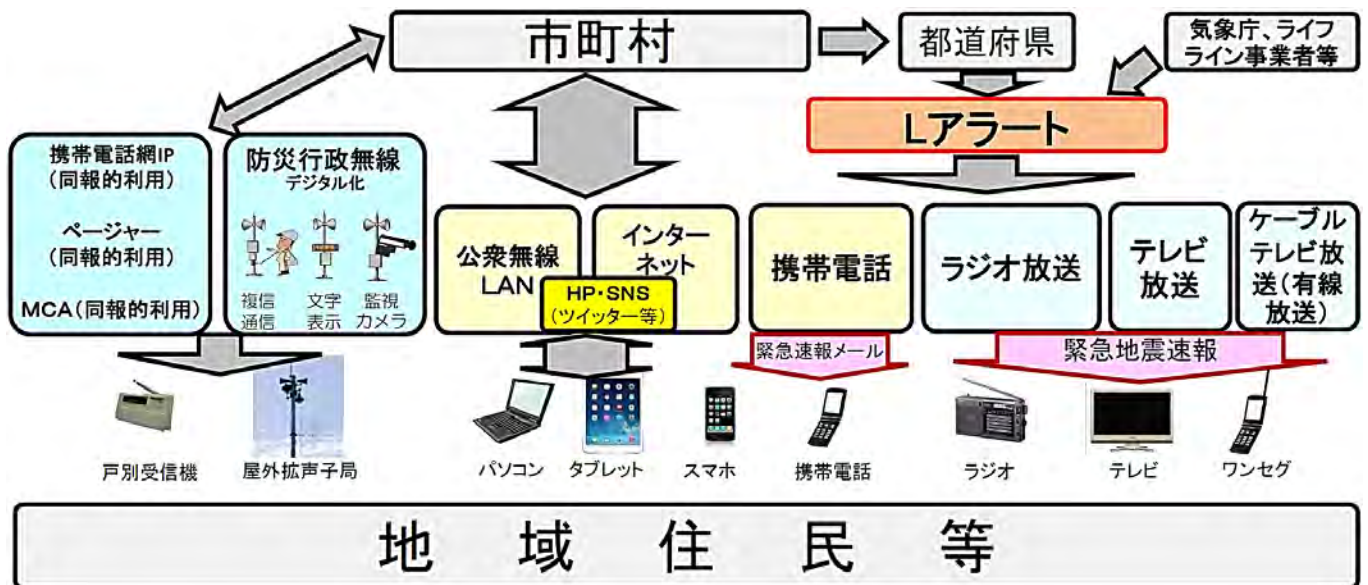 市町村
都道府県
気象庁、ライフ
ライン事業者等
Lアラート
携帯電話網IP
(同報的利用)
ページャー
(同報的利用)
MCA(同報的利用)
防災行政無線
デジタル化
複信
通信
文字
表示
監視
カメラ
公衆無線
LAN
インター
ネット
HP・SNS
(ツイッター等)
携帯電話
ラジオ放送
テレビ
放送
ケーブル
テレビ放
送(有線
放送)
緊急速報メール
緊急地震速報
戸別受信機
屋外拡声子局
パソコン
タブレット
スマホ
携帯電話
ラジオ
テレビ
ワンセグ
地域住民等